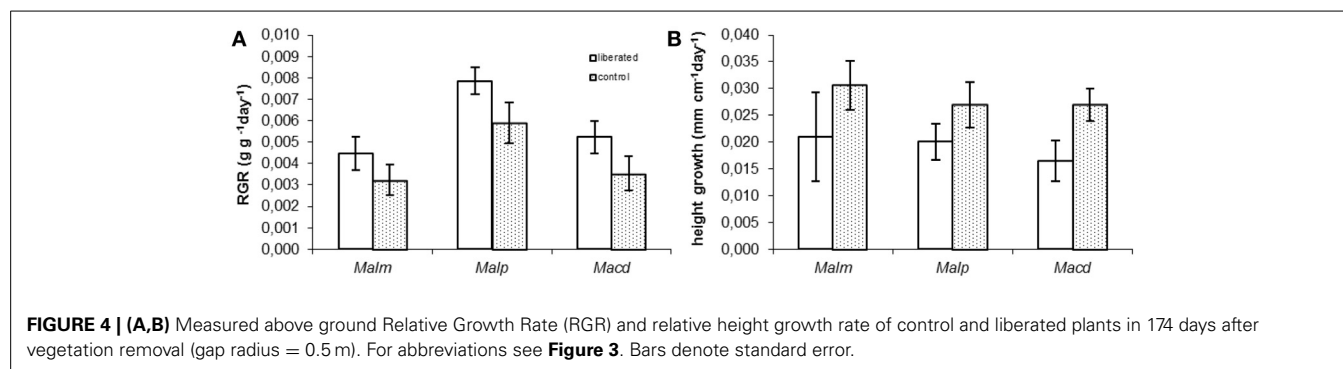 A
B
0,010
0,009
0,008
0,007
0,006
0,005
0,004
0,003
0,002
0,001
0,000
RGR (g g -1day-1)
liberated
control
Malm Malp Macd
0,040
0,035
0,030
0,025
0,020
0,015
0,010
0,005
0,000
height growth (mm cm-1day-1)
Malm Malp Macd
FIGURE 4 | (A,B) Measured above ground Relative Growth Rate (RGR) and relative height growth rate of control and liberated plants in 174 days after
vegetation removal (gap radius = 0.5 m). For abbreviations see Figure 3. Bars denote standard error.